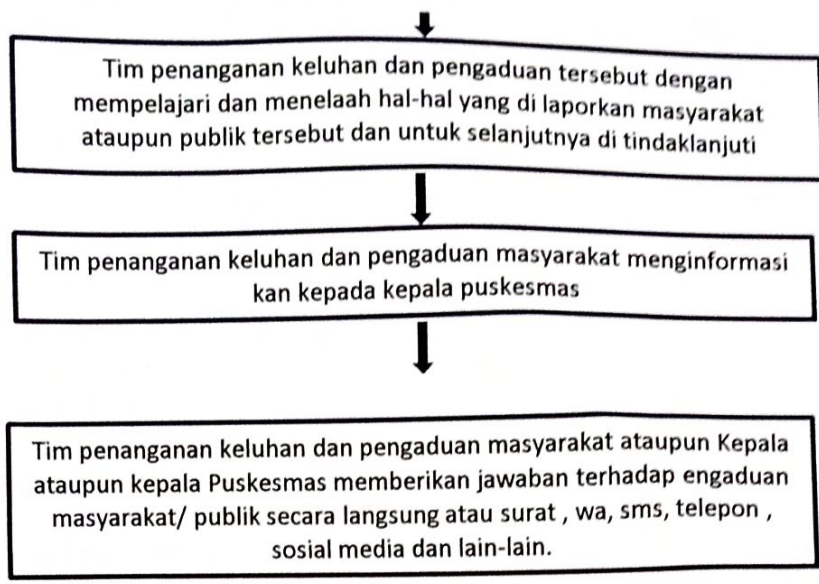 Tim penanganan keluhan dan pengaduan tersebut dengan
mempelajari dan menelaah hal-hal yang di laporkan masyarakat
ataupun publik tersebut dan untuk selanjutnya di tindaklanjuti
Tim penanganan keluhan dan pengaduan masyarakat menginformasi
kan kepada kepala puskesmas
Tim penanganan keluhan dan pengaduan masyarakat ataupun Kepala
ataupun kepala Puskesmas memberikan jawaban terhadap engaduan
masyarakat/ publik secara langsung atau surat , wa, sms, telepon ,
sosial media dan lain-lain.